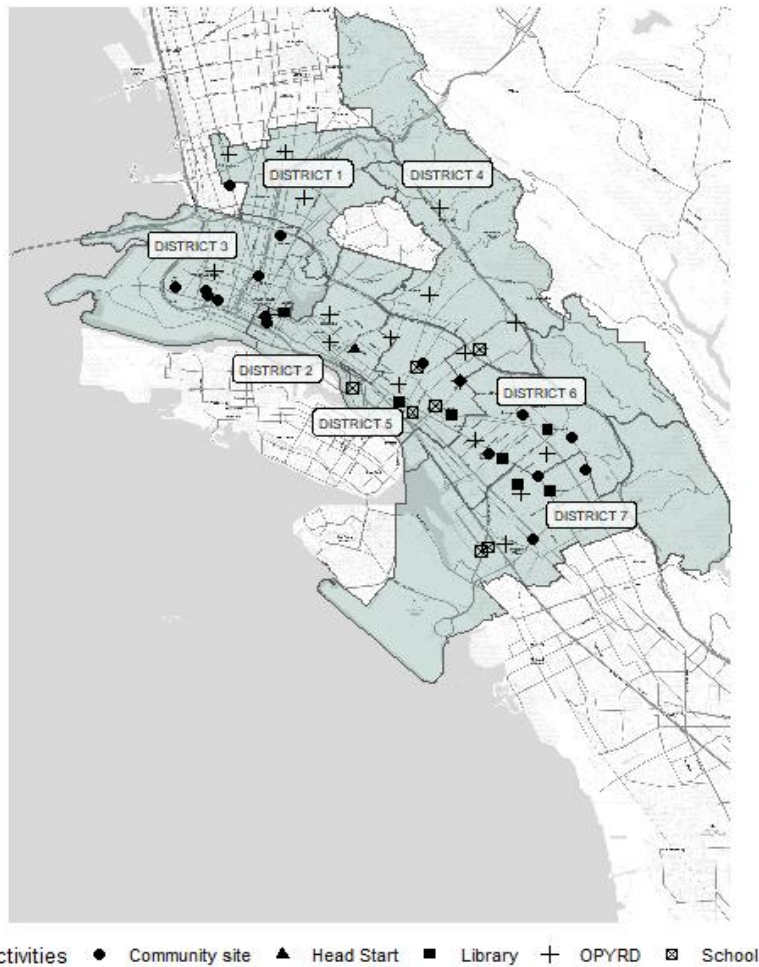 DISTRICT 1
DISTRICT 4
DISTRICT 3
DISTRICT 2
DISTRICT 6
DISTRICT 5
DISTRICT 7
ctivities Community site Head Start Library OPYRD School